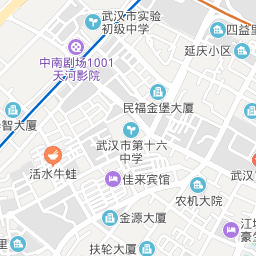 武汉市实验
初级中学
四益里
延庆小区
中南剧场1001
天河影院
民福金堡大厦
智大厦
武汉市第十六
中学
活水牛蛙
佳来宾馆
武汉
农机大院
金源大厦
江城
豪生
里
扶轮大厦